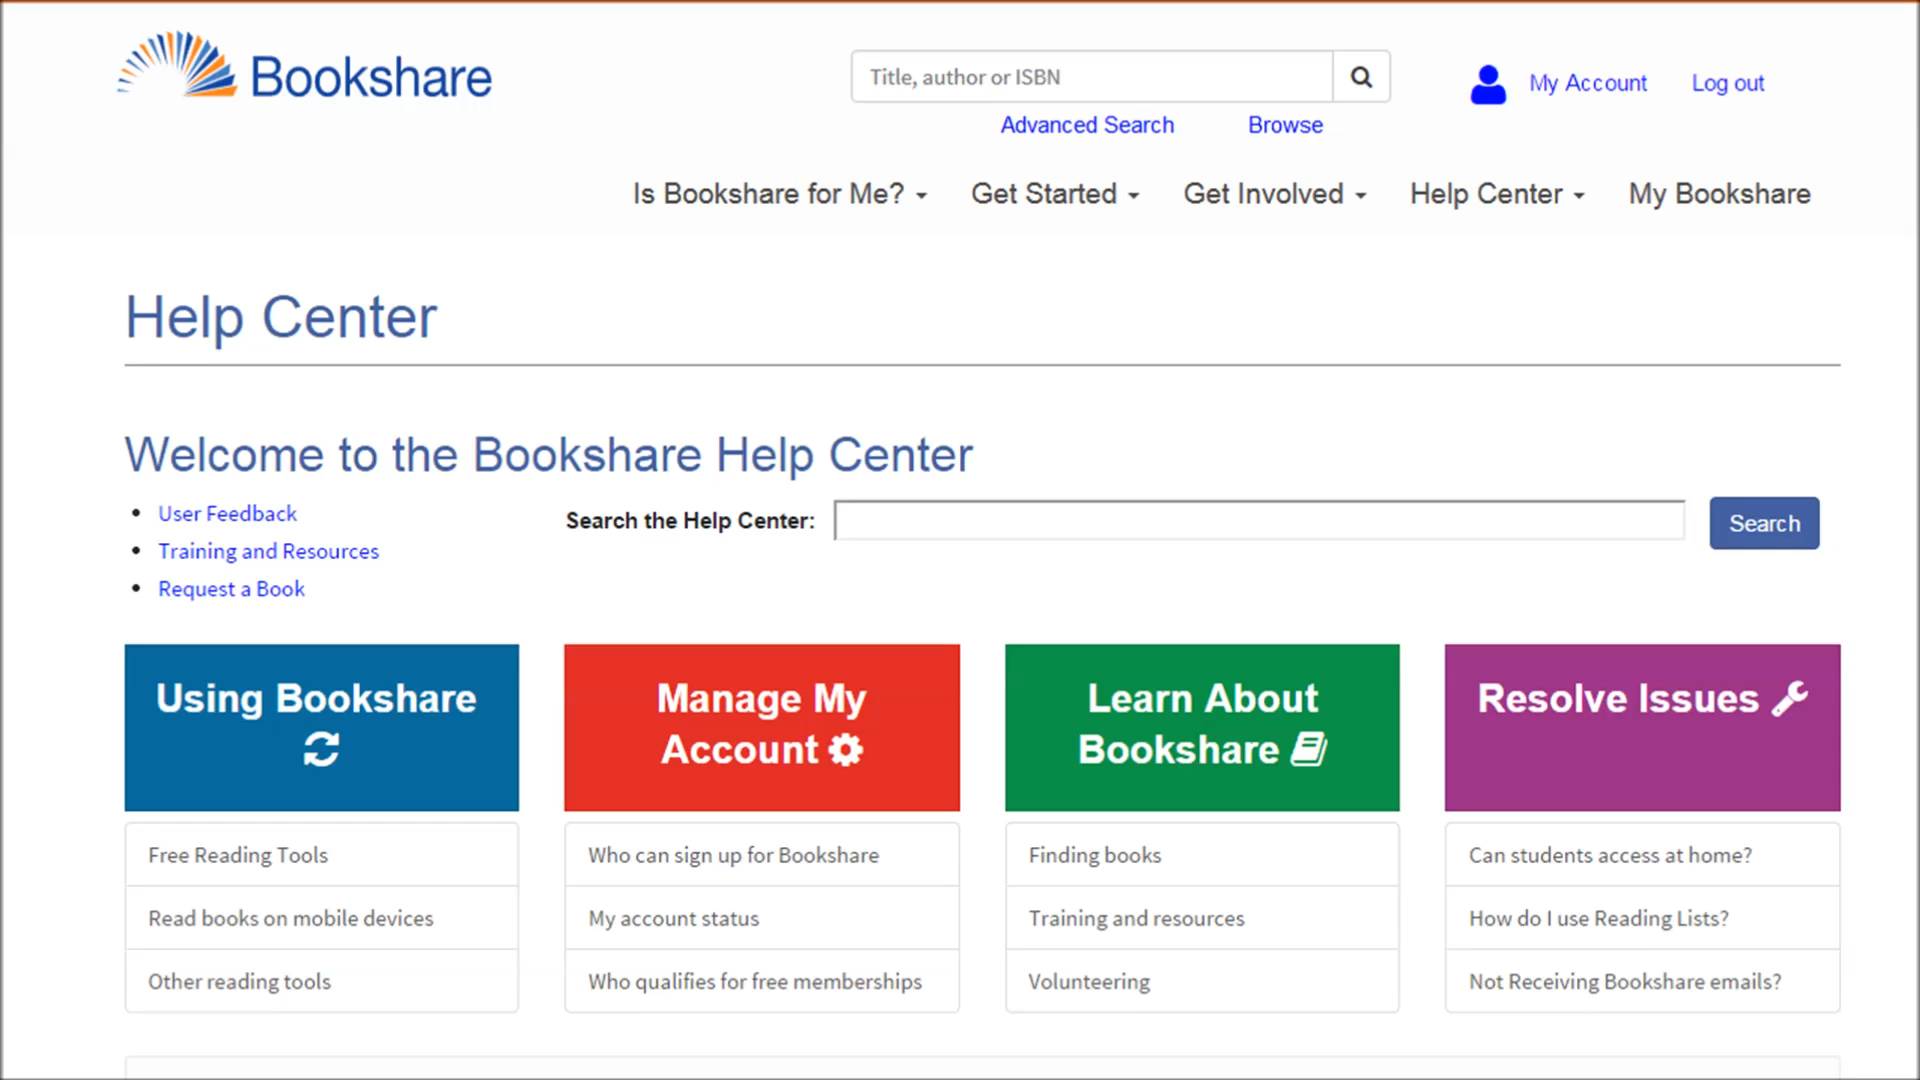 Bookshare
Title, author or ISBN
My Account
Log out
Advanced Search
Browse
Is Bookshare for Me?
Get Started
Get Involved
Help Center
My Bookshare
Help Center
Welcome to the Bookshare Help Center
User Feedback
Training and Resources
Request a Book
Search the Help Center:
Search
Using Bookshare
Free Reading Tools
Read books on mobile devices
Other reading tools
Manage My
Account
Who can sign up for Bookshare
My account status
Who qualifies for free memberships
Learn About
Bookshare
Finding books
Training and resources
Volunteering
Resolve Issues
Can students access at home?
How do I use Reading Lists?
Not Receiving Bookshare emails?